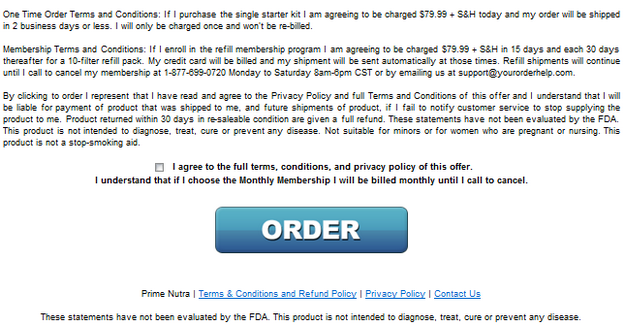 One Time Order Terms and Conditions: If I purchase the single starter kit I am agreeing to be charged $79.99 + S&H today and my order will be shipped
in 2 business days or less. I will only be charged once and won't be re-billed.
Membership Terms and Conditions: If I enroll in the refill membership program I am agreeing to be charged $79.99 + S&H in 15 days and each 30 days
thereafter for a 10-filter refill pack. My credit card will be billed and my shipment will be sent automatically at those times. Refill shipments will continue
until I call to cancel my membership at 1-877-699-0720 Monday to Saturday 8am-6pm CST or by emailing us at support@yourorderhelp.com.
By clicking to order I represent that I have read and agree to the Privacy Policy and full Terms and Conditions of this offer and I understand that I will
be liable for payment of product that was shipped to me, and future shipments of product, if I fail to notify customer service to stop supplying the
product to me. Product returned within 30 days in re-saleable condition are given a full refund. These statements have not been evaluated by the FDA.
This product is not intended to diagnose, treat, cure or prevent any disease. Not suitable for minors or for women who are pregnant or nursing. This
product is not a stop-smoking aid.
I agree to the full terms, conditions, and privacy policy of this offer.
I understand that if I choose the Monthly Membership I will be billed monthly until I call to cancel.
ORDER
Prime Nutra | Terms & Conditions and Refund Policy | Privacy Policy | Contact Us
These statements have not been evaluated by the FDA. This product is not intended to diagnose, treat, cure or prevent any disease.